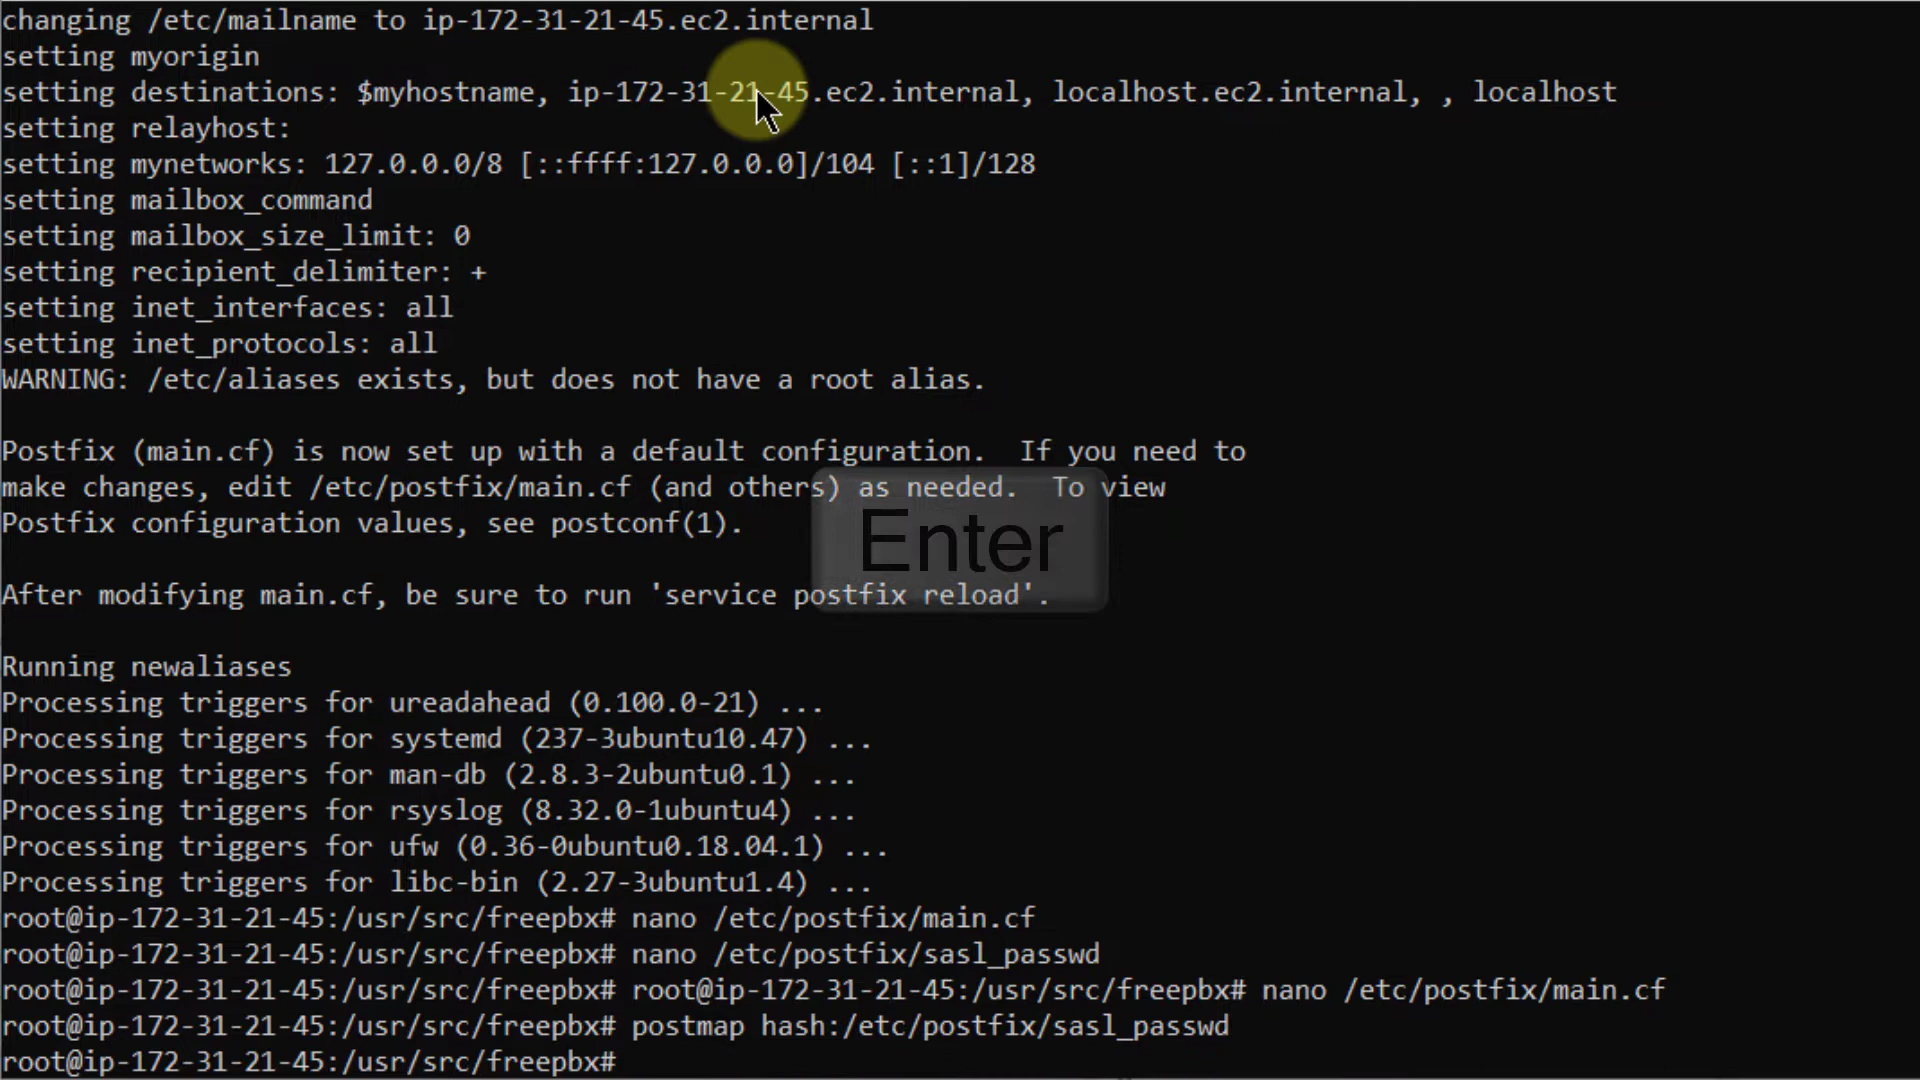 changing /etc/mailname to ip-172-31-21-45.ec2.internal
setting myorigin
setting destinations: $myhostname, ip-172-31-21-45.ec2.internal, localhost.ec2.internal, , localhost
setting relayhost:
setting mynetworks: 127.0.0.0/8 [::ffff:127.0.0.0]/104 [::1]/128
setting mailbox_command
setting mailbox_size_limit: 0
setting recipient_delimiter: +
setting inet_interfaces: all
setting inet_protocols: all
WARNING: /etc/aliases exists, but does not have a root alias.
Postfix (main.cf) is now set up with a default configuration.  If you need to
make changes, edit /etc/postfix/main.cf (and others) as needed.  To view
Postfix configuration values, see postconf(1).
Enter
After modifying main.cf, be sure to run 'service postfix reload'.
Running newaliases
Processing triggers for ureadahead (0.100.0-21) ...
Processing triggers for systemd (237-3ubuntu10.47) ...
Processing triggers for man-db (2.8.3-2ubuntu0.1) ...
Processing triggers for rsyslog (8.32.0-1ubuntu4) ...
Processing triggers for ufw (0.36-0ubuntu0.18.04.1) ...
Processing triggers for libc-bin (2.27-3ubuntu1.4) ...
root@ip-172-31-21-45:/usr/src/freepbx# nano /etc/postfix/main.cf
root@ip-172-31-21-45:/usr/src/freepbx# nano /etc/postfix/sasl_passwd
root@ip-172-31-21-45:/usr/src/freepbx# root@ip-172-31-21-45:/usr/src/freepbx# nano /etc/postfix/main.cf
root@ip-172-31-21-45:/usr/src/freepbx# postmap hash:/etc/postfix/sasl_passwd
root@ip-172-31-21-45:/usr/src/freepbx#